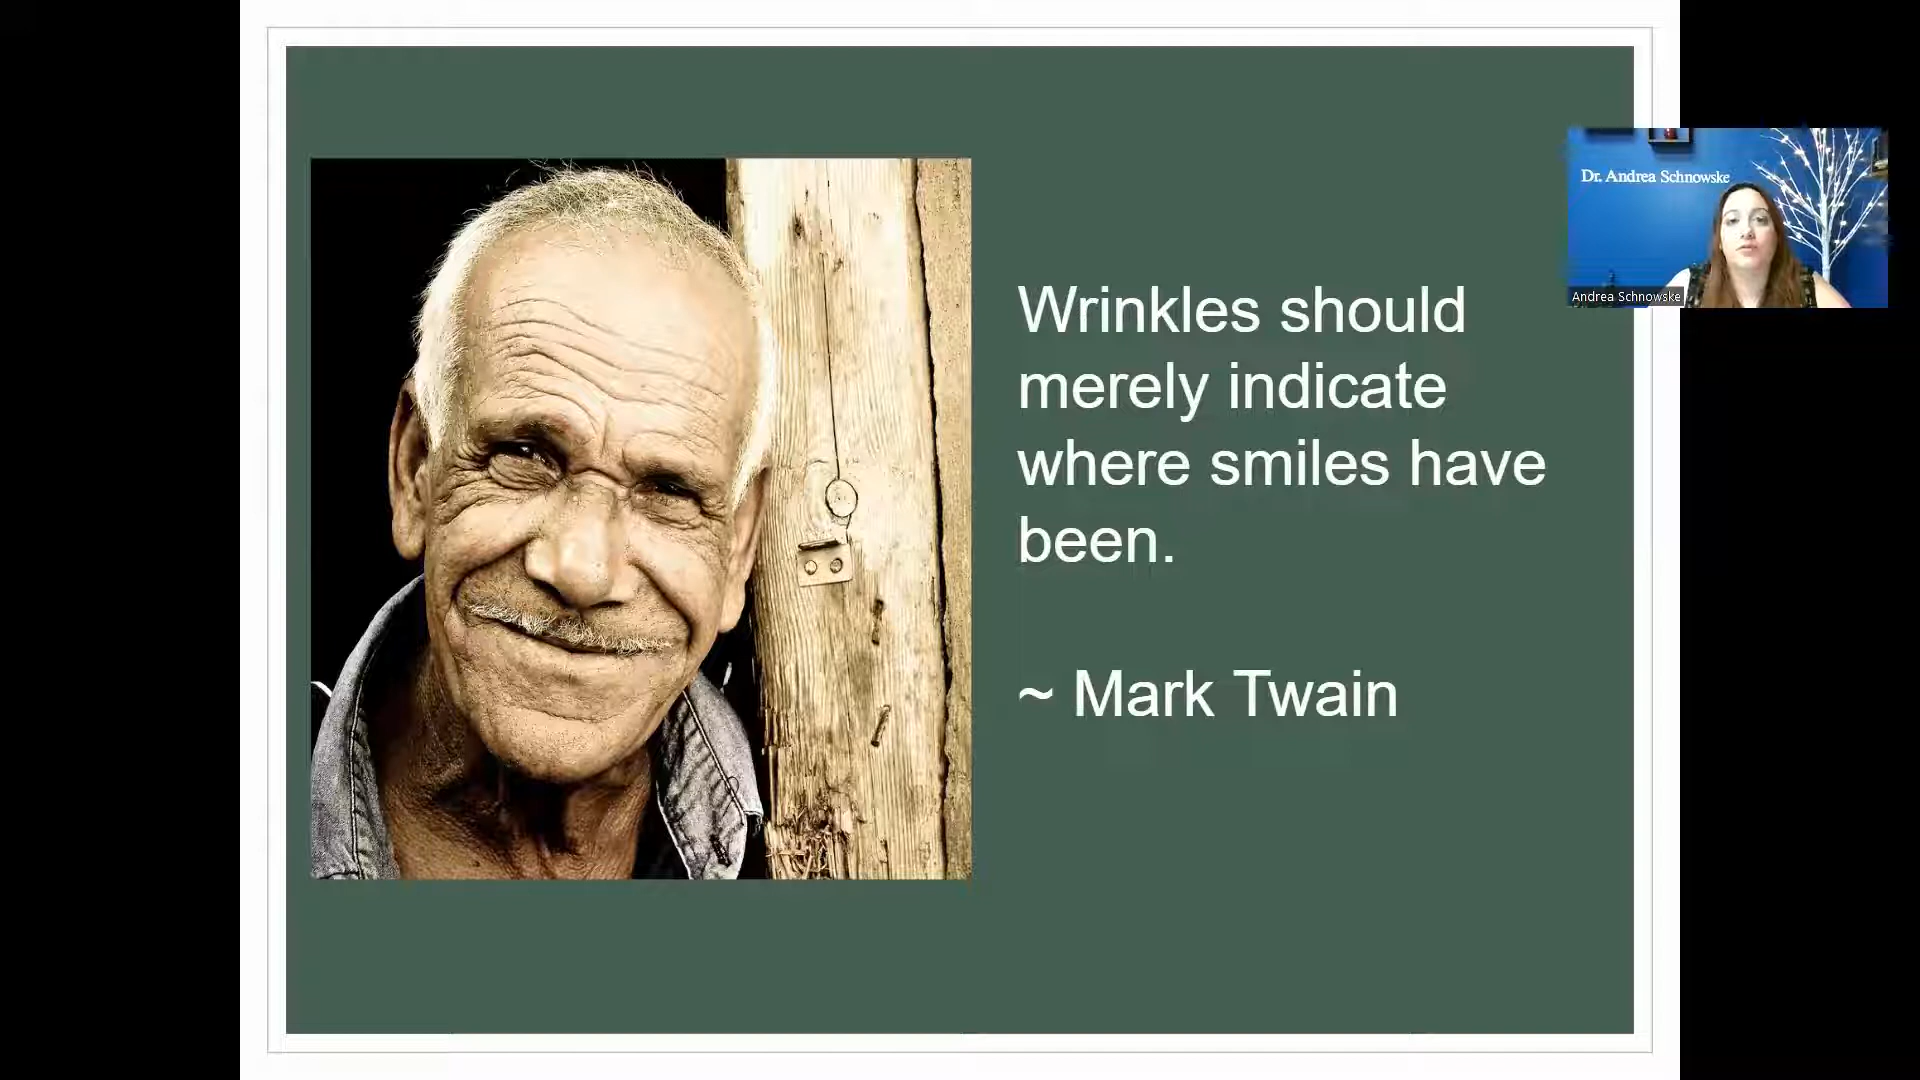 Wrinkles should
merely indicate
where smiles have
been.
~ Mark Twain
Dr. Andrea Schnowske
Andrea Schnowske